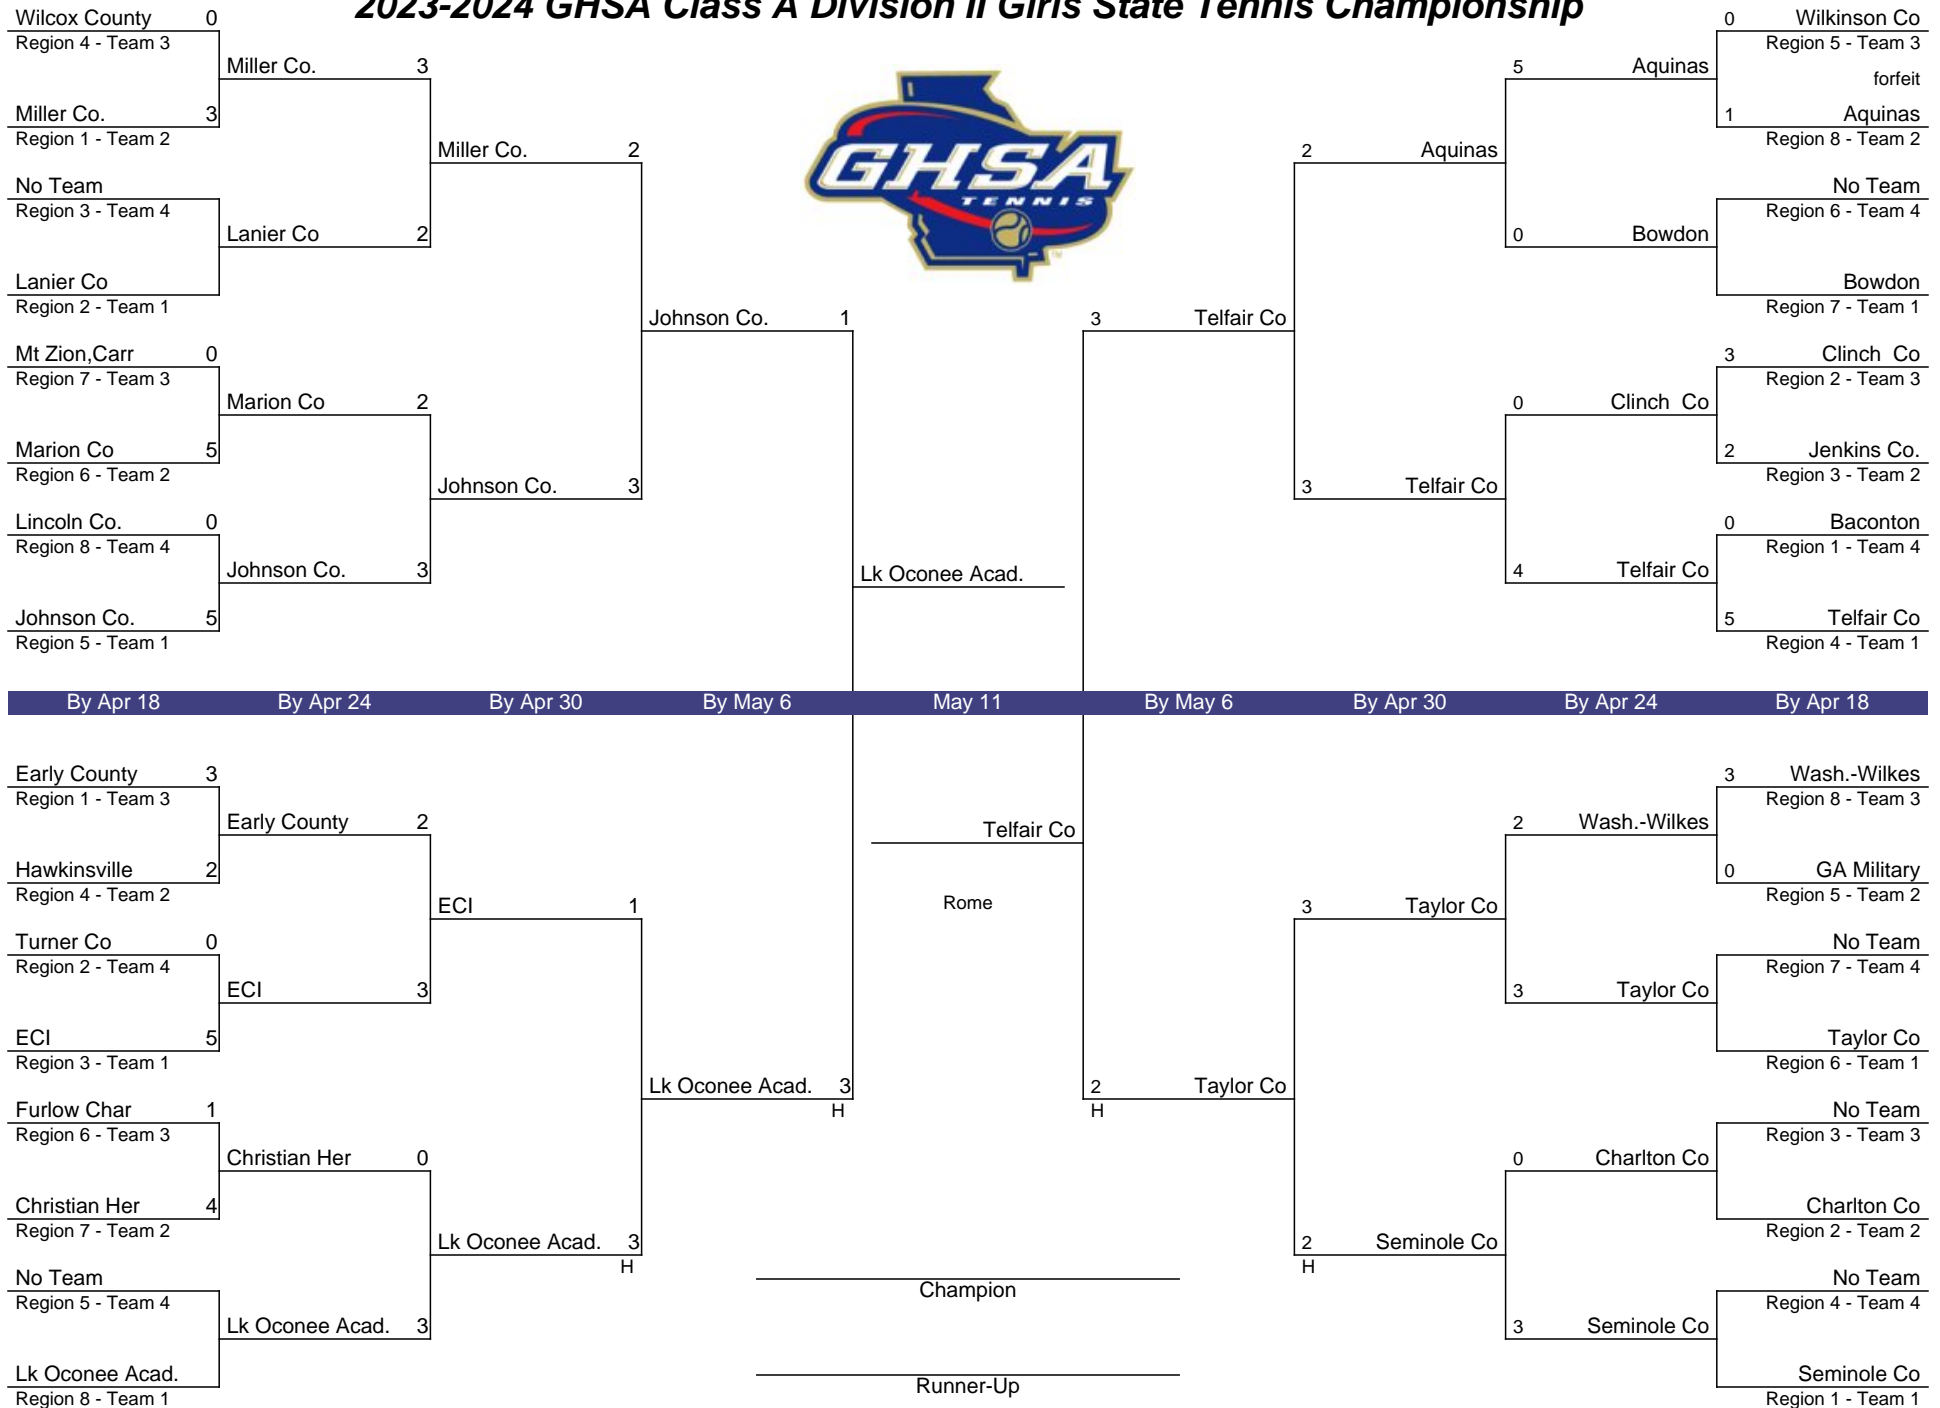 2023-2024 GHSA Class A Division II Girls State Tennis Championship
Wilcox County 0
Region 4 - Team 3
Miller Co. 3
Miller Co. 3
Region 1 - Team 2
Miller Co. 2
No Team
Region 3 - Team 4
Lanier Co 2
Lanier Co
Region 2 - Team 1
Johnson Co. 1
Mt Zion,Carr 0
Region 7 - Team 3
Marion Co 2
Marion Co 5
Region 6 - Team 2
Johnson Co. 3
Lincoln Co. 0
Region 8 - Team 4
Johnson Co. 3
Johnson Co. 5
Region 5 - Team 1
Lk Oconee Acad.
GHSA
TENNIS
TM
0 Wilkinson Co
Region 5 - Team 3
5 Aquinas
forfeit
1 Aquinas
Region 8 - Team 2
2 Aquinas
No Team
Region 6 - Team 4
0 Bowdon
Bowdon
Region 7 - Team 1
3 Telfair Co
3 Clinch  Co
Region 2 - Team 3
0 Clinch  Co
2 Jenkins Co.
Region 3 - Team 2
3 Telfair Co
0 Baconton
Region 1 - Team 4
4 Telfair Co
5 Telfair Co
Region 4 - Team 1
By Apr 18 By Apr 24 By Apr 30 By May 6 May 11 By May 6 By Apr 30 By Apr 24 By Apr 18
Early County 3
Region 1 - Team 3
Early County 2
Hawkinsville 2
Region 4 - Team 2
ECI 1
Turner Co 0
Region 2 - Team 4
ECI 3
ECI 5
Region 3 - Team 1
Lk Oconee Acad. 3
H
Furlow Char 1
Region 6 - Team 3
Christian Her 0
Christian Her 4
Region 7 - Team 2
Lk Oconee Acad. 3
H
No Team
Region 5 - Team 4
Lk Oconee Acad. 3
Lk Oconee Acad.
Region 8 - Team 1
Telfair Co
Rome
Champion
Runner-Up
3 Wash.-Wilkes
Region 8 - Team 3
2 Wash.-Wilkes
0 GA Military
Region 5 - Team 2
3 Taylor Co
No Team
Region 7 - Team 4
3 Taylor Co
Taylor Co
Region 6 - Team 1
2 Taylor Co
H
No Team
Region 3 - Team 3
0 Charlton Co
Charlton Co
Region 2 - Team 2
2 Seminole Co
H
No Team
Region 4 - Team 4
3 Seminole Co
Seminole Co
Region 1 - Team 1